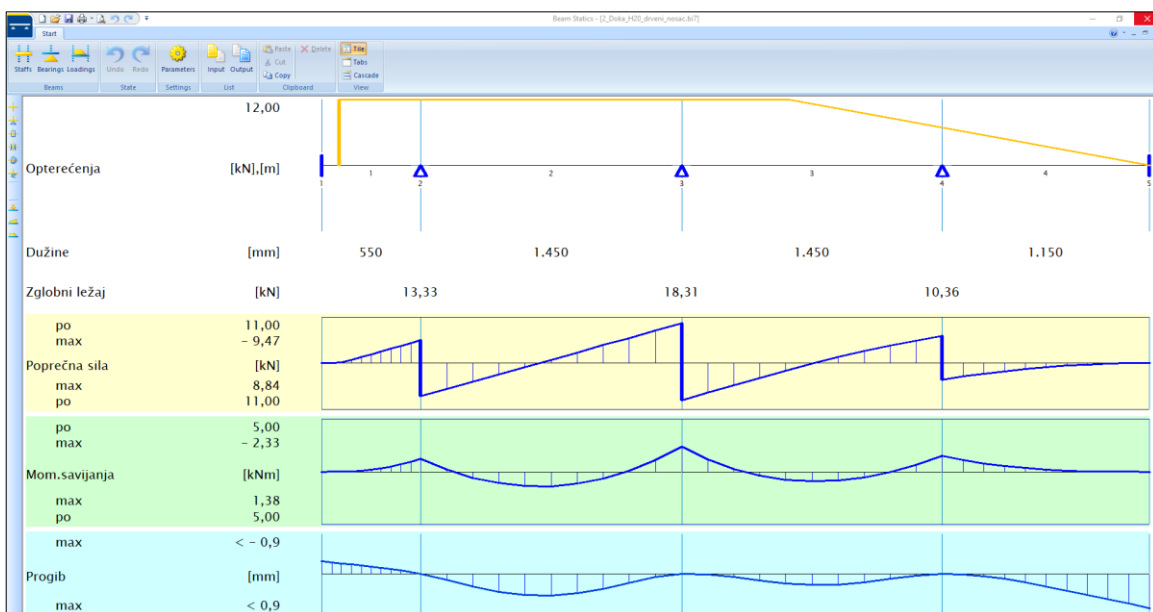 Beam Statics - [2_Doka_H20_drveni_nosac.bi7]
Start
Staffs Bearings Loadings Undo Redo Parameters Input Output Paste Cut Copy Delete Tile Tabs Cascade
Beams State Settings List Clipboard View
12,00
Opterećenja [kN],[m]
1 2 3 4
1 2 3 4 5
Dužine [mm] 550 1.450 1.450 1.150
Zglobni ležaj [kN] 13,33 18,31 10,36
po 11,00
max - 9,47
Poprečna sila [kN]
max 8,84
po 11,00
po 5,00
max - 2,33
Mom.savijanja [kNm]
max 1,38
po 5,00
max < - 0,9
Progib [mm]
max < 0,9